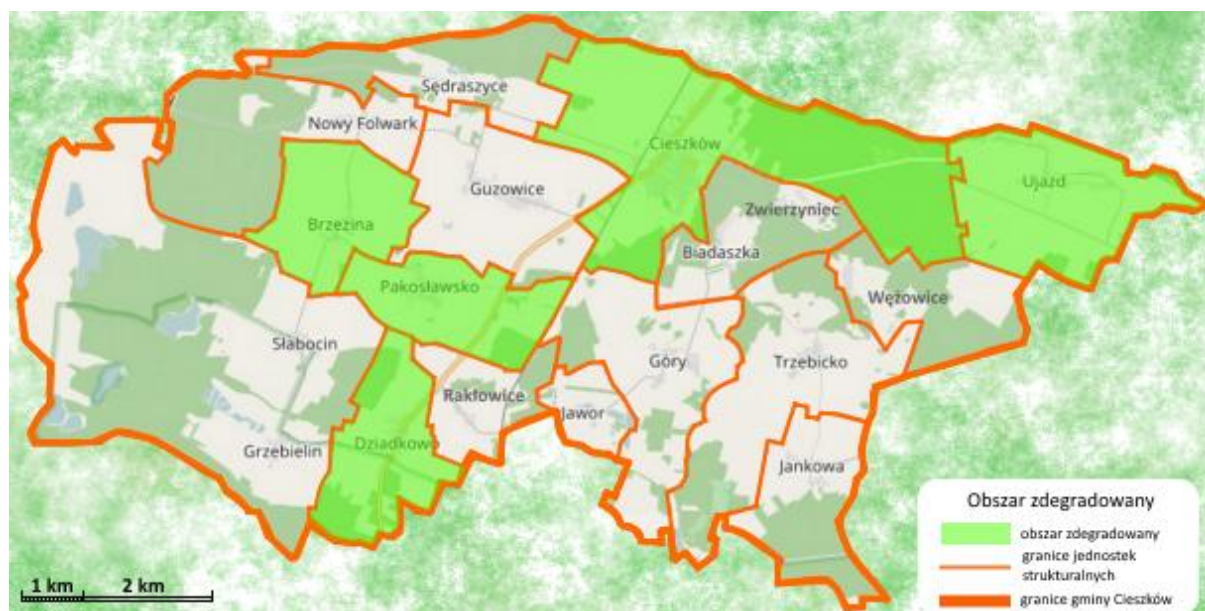 Sędraszyce
Nowy Folwark
Cieszków
Guzowice
Ujazd
Brzezina
Zwierzyniec
Biadaszka
Pakosławsko
Wężowice
Słabocin
Góry
Trzebicko
Rakłowice
Jawor
Grzebielin
Dziadkowo
Jankowa
Obszar zdegradowany
obszar zdegradowany
granice jednostek
strukturalnych
granice gminy Cieszków
1 km 2 km